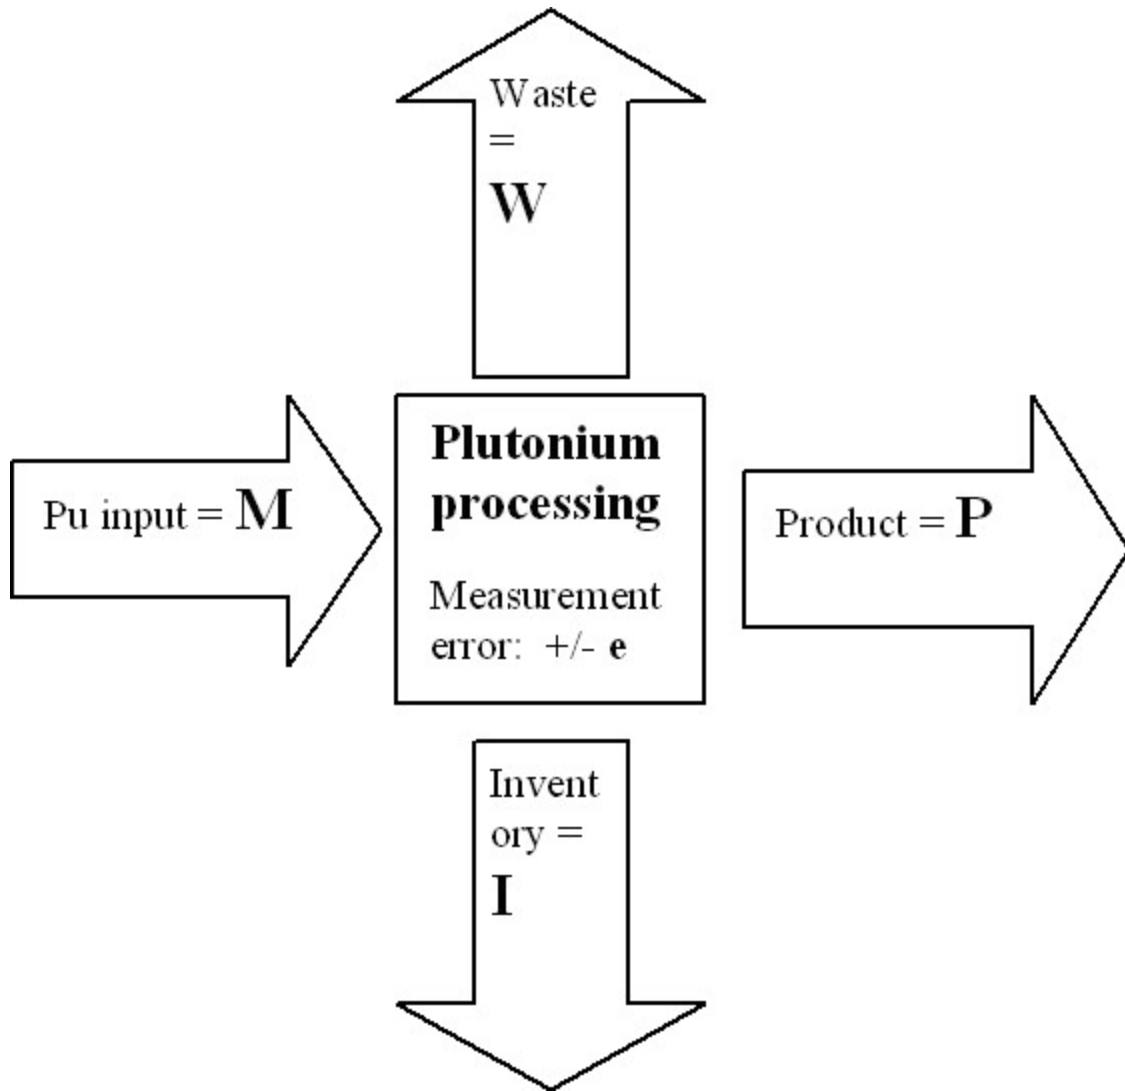 Waste
=
W
Pu input = M
Plutonium
processing
Measurement
error: +/- e
Product = P
Invent
ory =
I